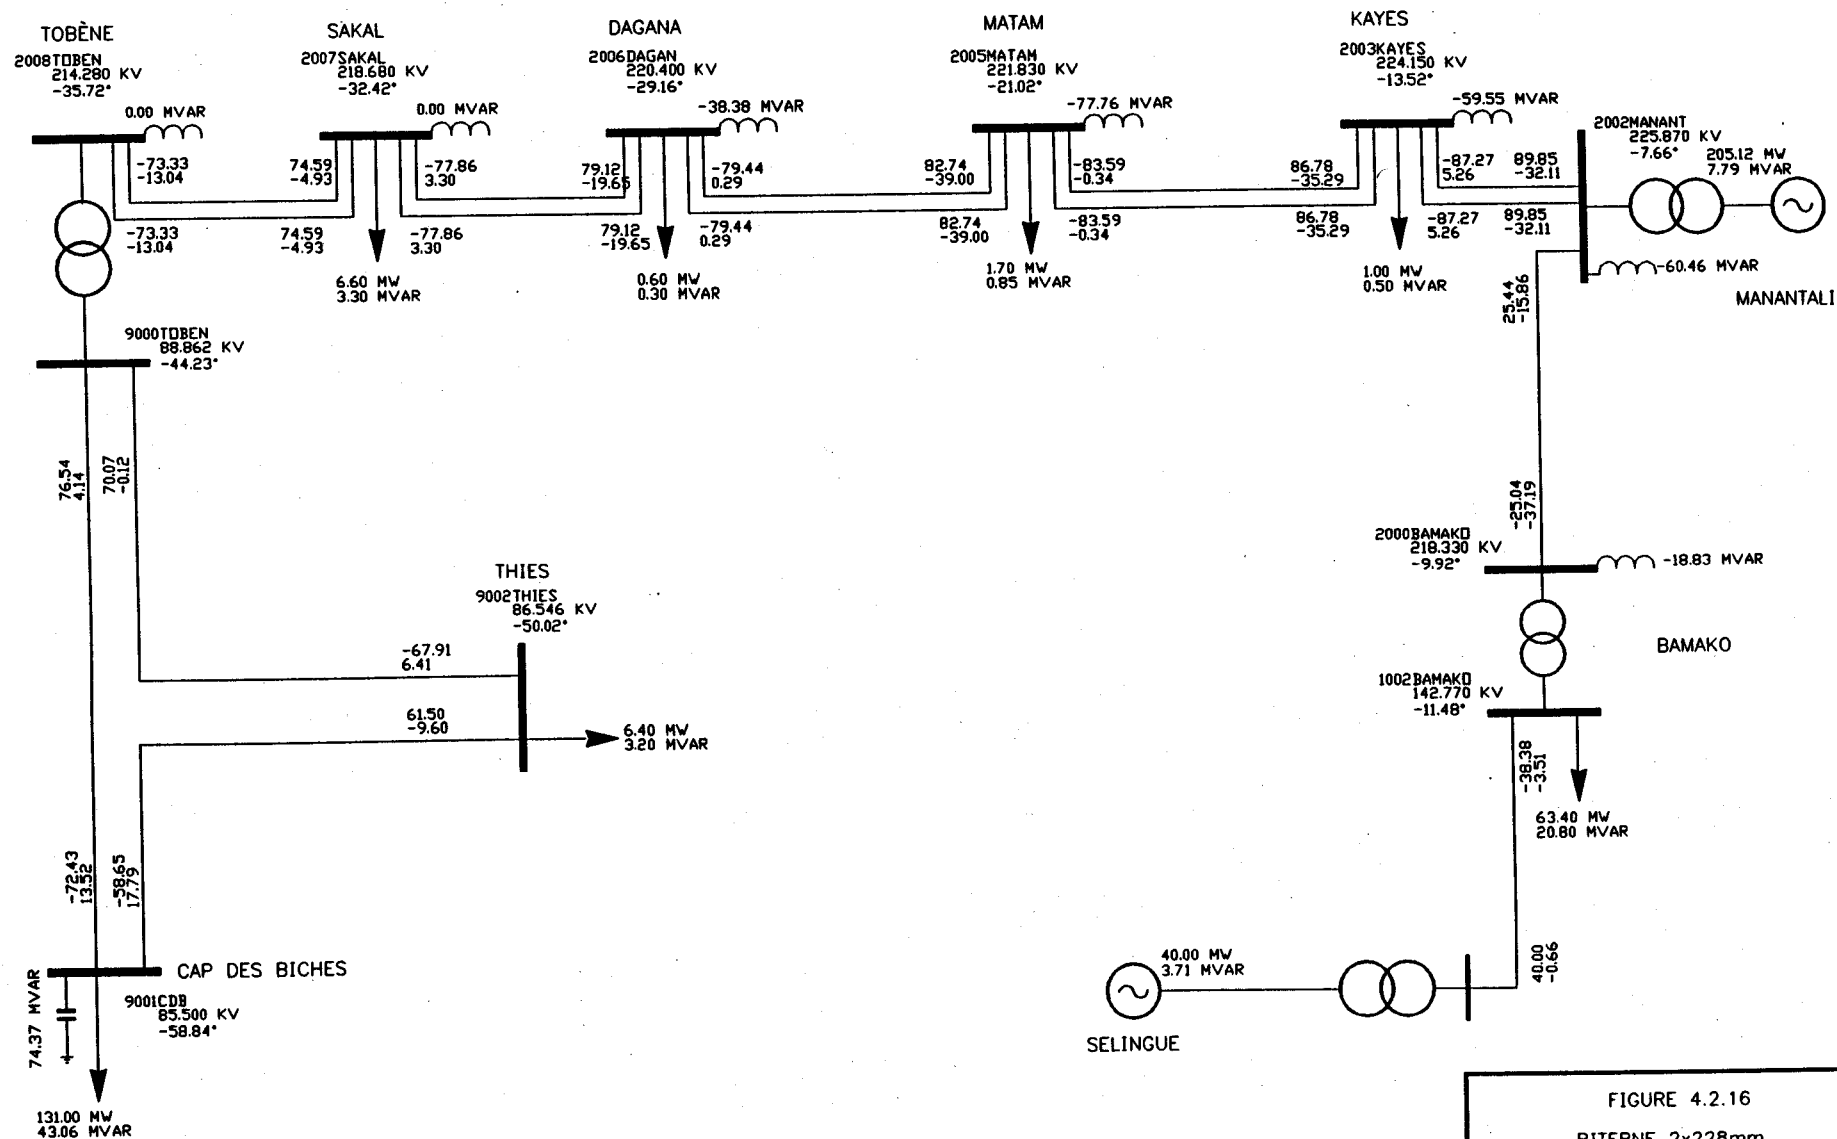 TOBÈNE
2008TOBEN
214.280 KV
-35.72°
0.00 MVAR
-73.33
-13.04
-73.33
-13.04
SAKAL
2007SAKAL
218.680 KV
-32.42°
0.00 MVAR
74.59
-4.93
-77.86
3.30
74.59
-4.93
-77.86
3.30
6.60 MW
3.30 MVAR
DAGANA
2006DAGAN
220.400 KV
-29.16°
-38.38 MVAR
79.12
-19.65
-79.44
0.29
79.12
-19.65
-79.44
0.29
0.60 MW
0.30 MVAR
MATAM
2005MATAM
221.830 KV
-21.02°
-77.76 MVAR
82.74
-39.00
-83.59
-0.34
82.74
-39.00
-83.59
-0.34
1.70 MW
0.85 MVAR
KAYES
2003KAYES
224.150 KV
-13.52°
-59.55 MVAR
86.78
-35.29
-87.27
5.26
86.78
-35.29
-87.27
5.26
1.00 MW
0.50 MVAR
2002MANANT
225.870 KV
-7.66°
89.85
-32.11
89.85
-32.11
205.12 MW
7.79 MVAR
-60.46 MVAR
MANANTALI
25.44
-15.86
-25.04
-37.19
2000BAMAKO
218.330 KV
-9.92°
-18.83 MVAR
BAMAKO
1002BAMAKO
142.770 KV
-11.48°
-38.38
-3.51
63.40 MW
20.80 MVAR
40.00
-0.66
40.00 MW
3.71 MVAR
SELINGUE
9000TOBEN
88.862 KV
-44.23°
76.54
4.14
70.07
-0.12
THIES
9002THIES
86.546 KV
-50.02°
-67.91
6.41
61.50
-9.60
6.40 MW
3.20 MVAR
-72.43
13.52
-58.65
17.79
CAP DES BICHES
9001CDB
85.500 KV
-58.84°
74.37 MVAR
131.00 MW
43.06 MVAR
FIGURE 4.2.16
BITERNE 2x228mm